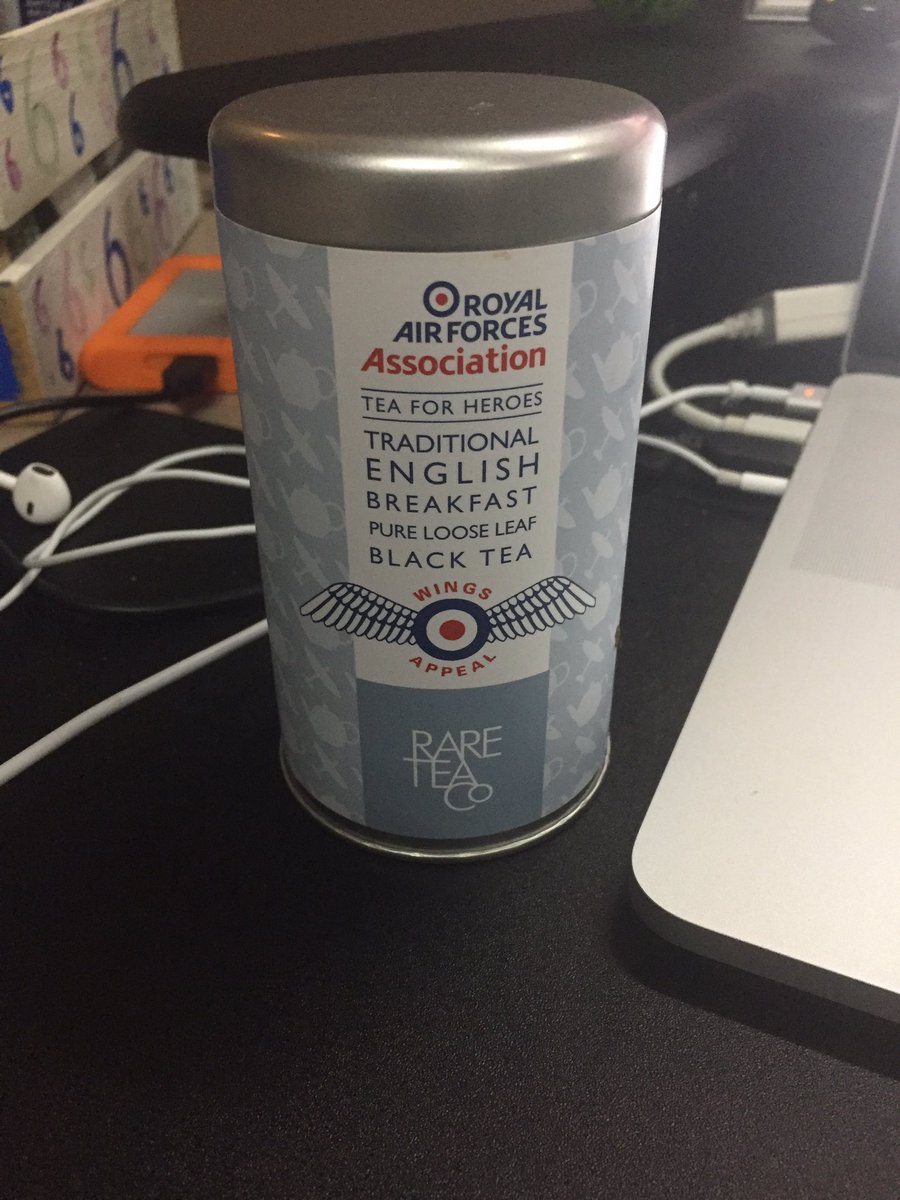 ROYAL
AIR FORCES
Association
TEA FOR HEROES
TRADITIONAL
ENGLISH
BREAKFAST
PURE LOOSE LEAF
BLACK TEA
WINGS
APPEAL
RARE
TEA
Co